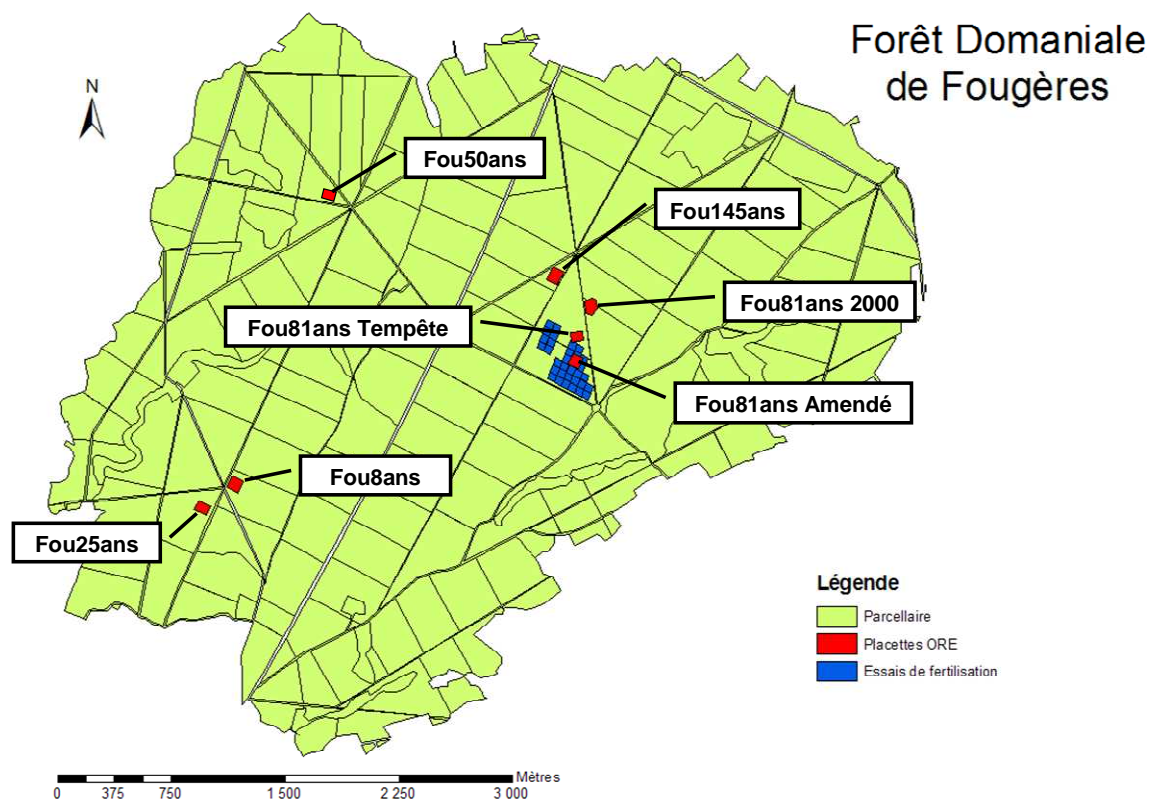 Forêt Domaniale
de Fougères
N
Fou50ans
Fou145ans
Fou81ans 2000
Fou81ans Tempête
Fou81ans Amendé
Fou8ans
Fou25ans
Légende
Parcellaire
Placettes ORE
Essais de fertilisation
Mètres
0 375 750 1 500 2 250 3 000